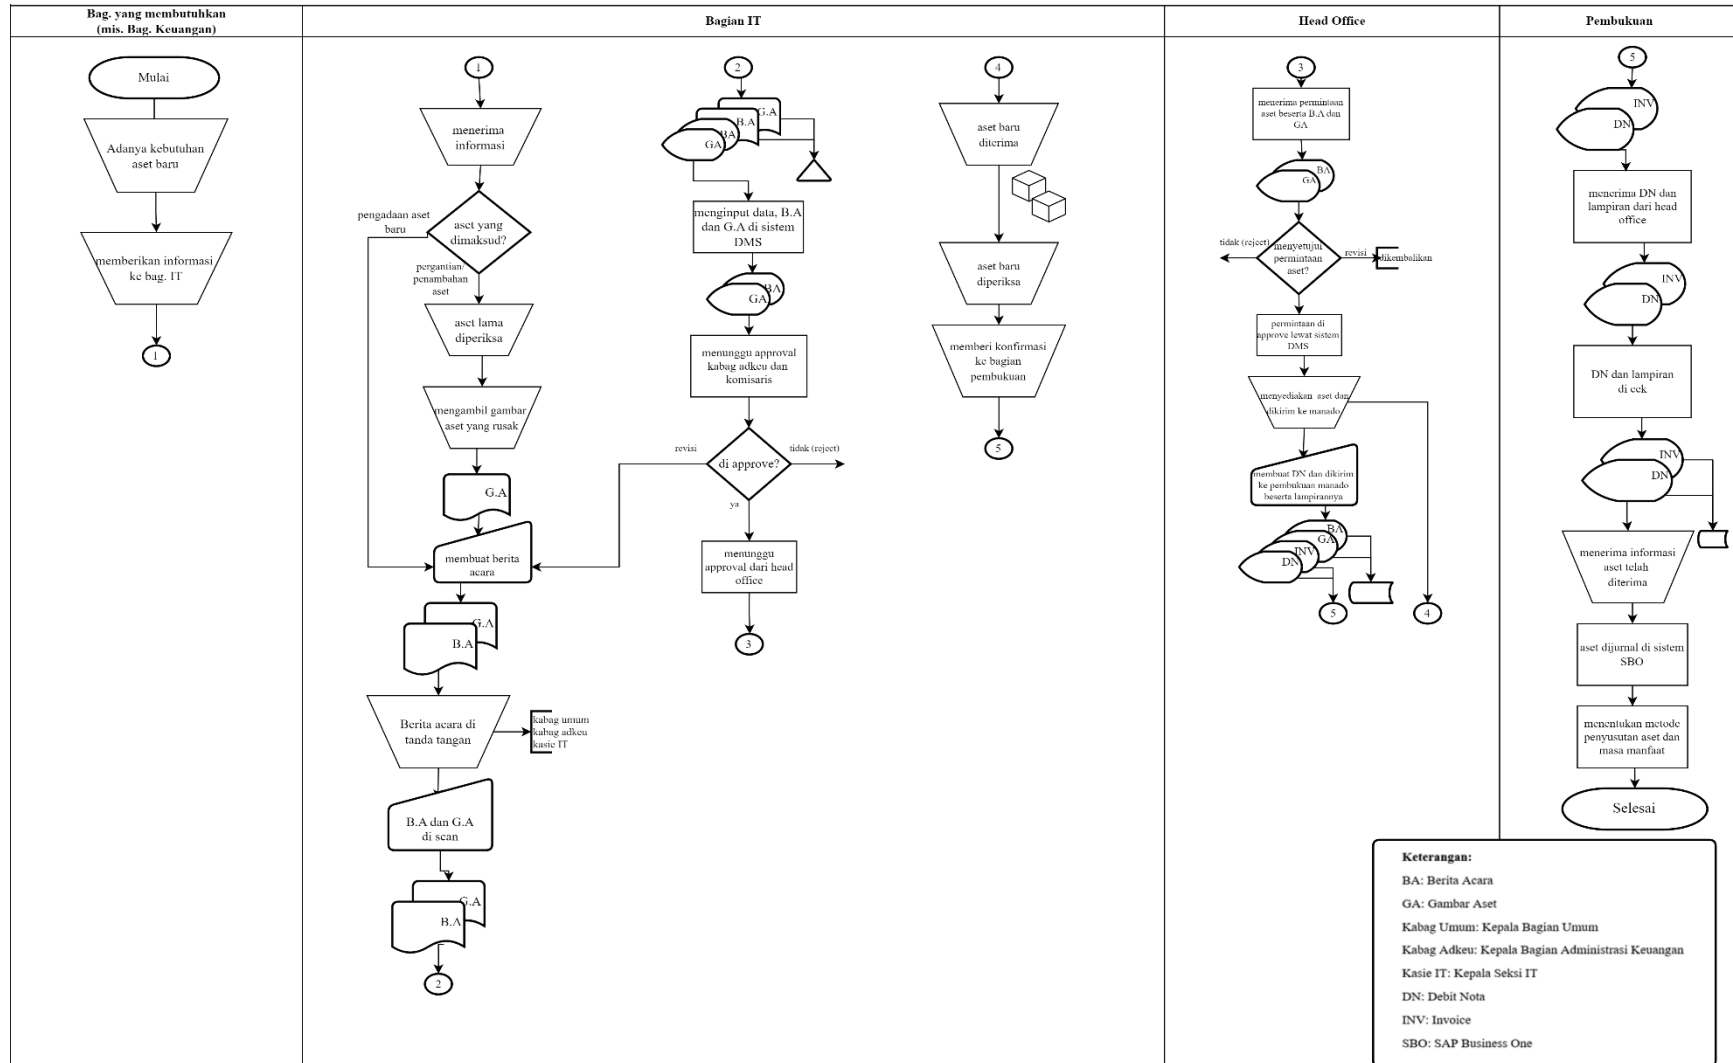 Bag. yang membutuhkan
(mis. Bag. Keuangan)
Bagian IT
Head Office
Pembukuan
Mulai
Adanya kebutuhan
aset baru
memberikan informasi
ke bag. IT
1
1
menerima
informasi
pengadaan aset
baru
aset yang
dimaksud?
pergantian/
penambahan
aset
aset lama
diperiksa
mengambil gambar
aset yang rusak
G.A
membuat berita
acara
G.A
B.A
Berita acara di
tanda tangan
kabag umum
kabag adkeu
kasie IT
B.A dan G.A
di scan
G.A
B.A
2
2
G.A
B.A
BA
GA
menginput data, B.A
dan G.A di sistem
DMS
BA
GA
menunggu approval
kabag adkeu dan
komisaris
revisi
di approve?
tidak (reject)
ya
menunggu
approval dari head
office
3
4
aset baru
diterima
aset baru
diperiksa
memberi konfirmasi
ke bagian
pembukuan
5
3
menerima permintaan
aset beserta B.A dan
GA
BA
GA
tidak (reject)
menyetujui
permintaan
aset?
revisi
dikembalikan
permintaan di
approve lewat sistem
DMS
menyediakan aset dan
dikirim ke manado
membuat DN dan dikirim
ke pembukuan manado
beserta lampirannya
BA
GA
INV
DN
5
4
5
INV
DN
menerima DN dan
lampiran dari head
office
INV
DN
DN dan lampiran
di cek
INV
DN
menerima informasi
aset telah
diterima
aset dijurnal di sistem
SBO
menentukan metode
penyusutan aset dan
masa manfaat
Selesai
Keterangan:
BA: Berita Acara
GA: Gambar Aset
Kabag Umum: Kepala Bagian Umum
Kabag Adkeu: Kepala Bagian Administrasi Keuangan
Kasie IT: Kepala Seksi IT
DN: Debit Nota
INV: Invoice
SBO: SAP Business One